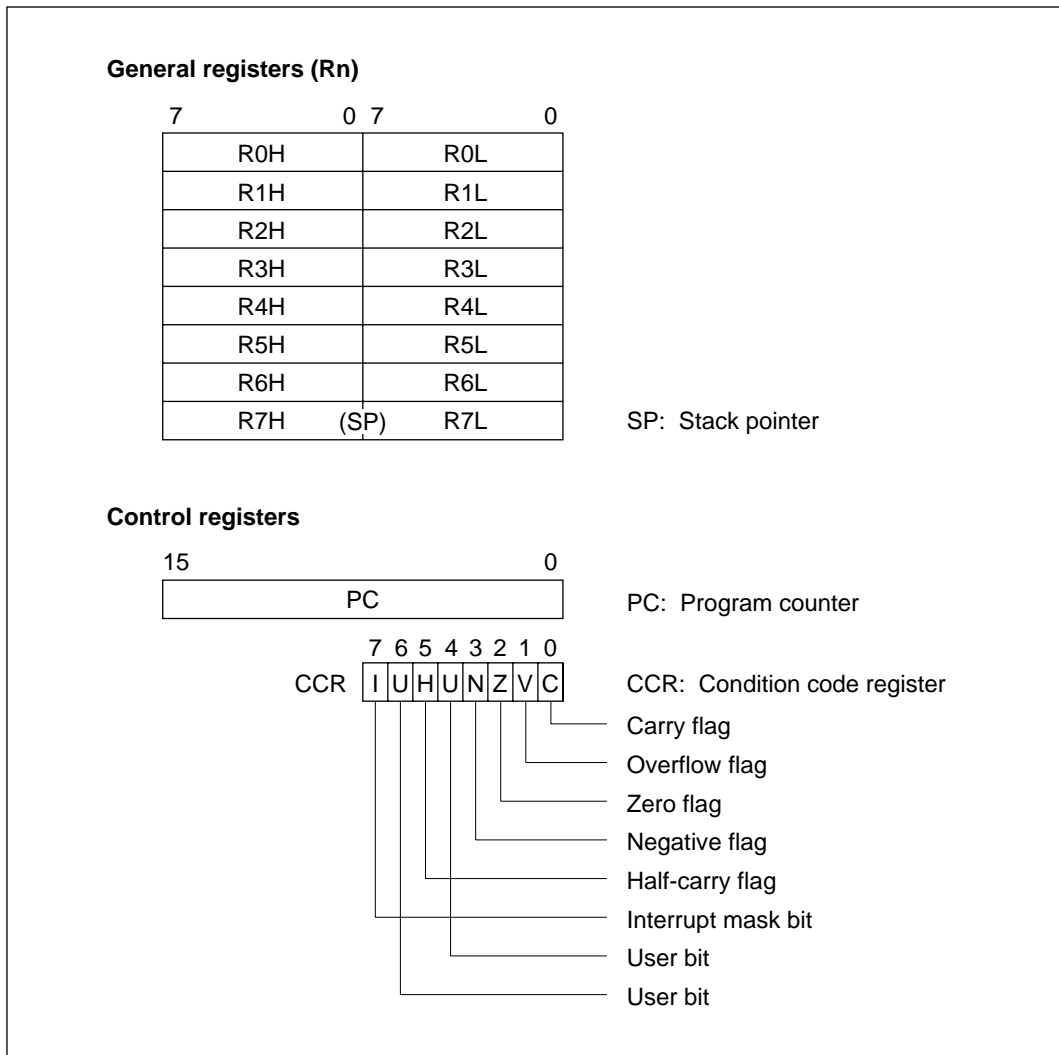 General registers (Rn)
7 0 7 0
R0H R0L
R1H R1L
R2H R2L
R3H R3L
R4H R4L
R5H R5L
R6H R6L
R7H (SP) R7L SP: Stack pointer
Control registers
15 0
PC PC: Program counter
7 6 5 4 3 2 1 0
CCR I U H U N Z V C CCR: Condition code register
Carry flag
Overflow flag
Zero flag
Negative flag
Half-carry flag
Interrupt mask bit
User bit
User bit